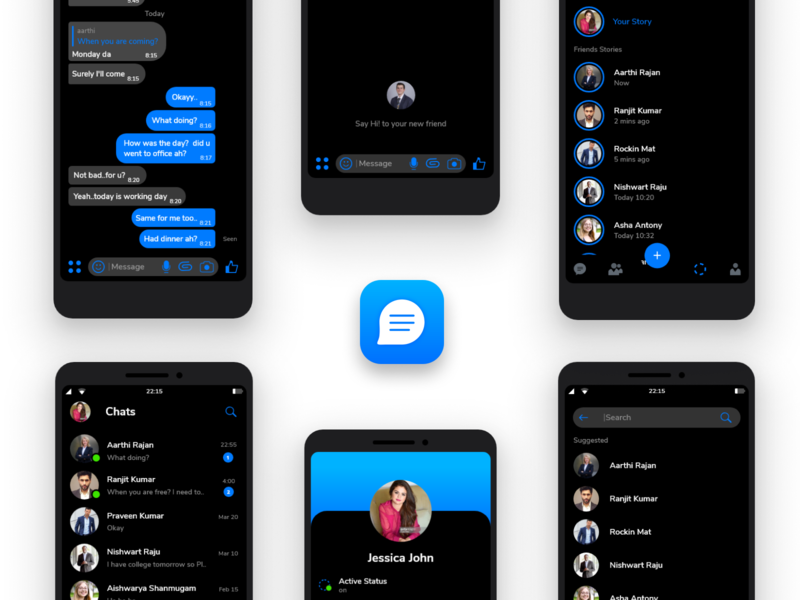 8:45
Today
aarthi
When you are coming?
Monday da
8:15
Surely I'll come
8:15
Okayy..
8:15
What doing?
8:16
How was the day? did u
went to office ah?
8:17
Not bad..for u?
8:20
Yeah..today is working day
8:20
Same for me too..
8:21
Had dinner ah?
8:21
Seen
Message
Say Hi! to your new friend
Message
Your Story
Friends Stories
Aarthi Rajan
Now
Ranjit Kumar
2 mins ago
Rockin Mat
5 mins ago
Nishwart Raju
Today 10:20
Asha Antony
Today 10:32
22:15
Chats
Aarthi Rajan
22:55
What doing?
1
Ranjit Kumar
4:00
When you are free? I need to..
3
Praveen Kumar
Mar 20
Okay
Nishwart Raju
Mar 10
I have college tomorrow so Pl..
Aishwarya Shanmugam
Feb 15
Jessica John
Active Status
on
22:15
Search
Suggested
Aarthi Rajan
Ranjit Kumar
Rockin Mat
Nishwart Raju
Asha Antony